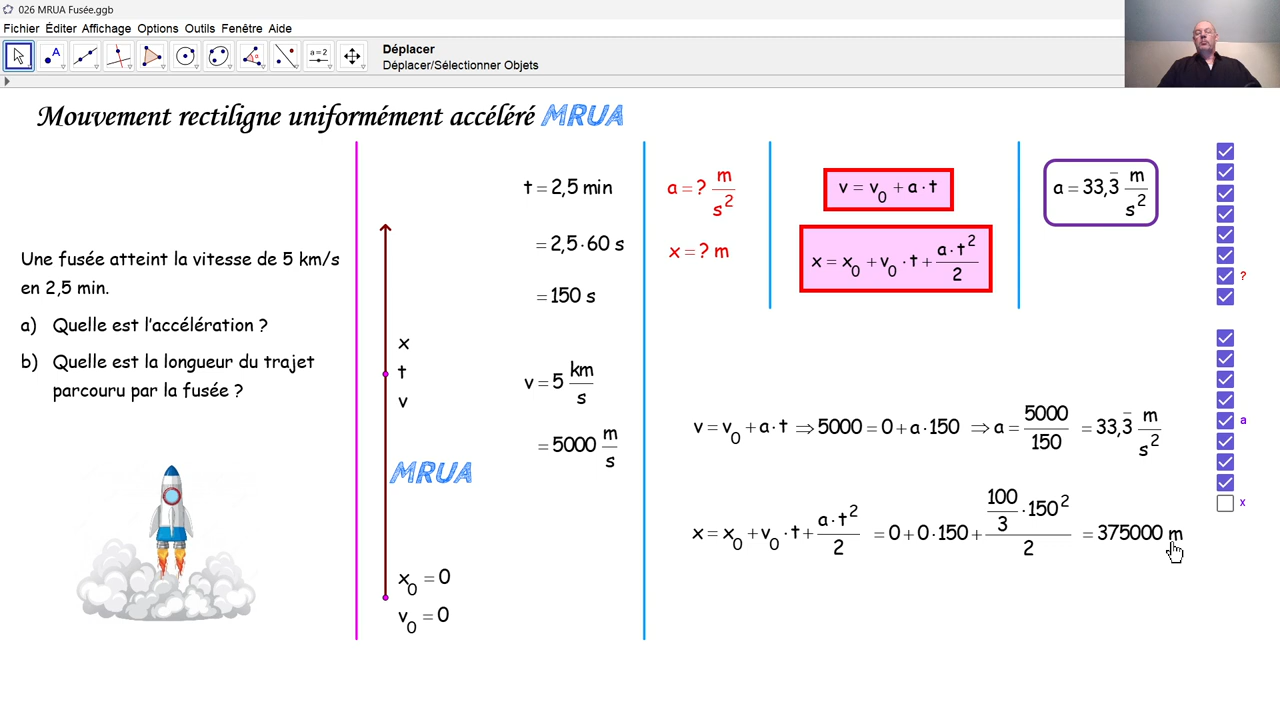 026 MRUA Fusée.ggb
Fichier Éditer Affichage Options Outils Fenêtre Aide
A
a=2
Déplacer
Déplacer/Sélectionner Objets
Mouvement rectiligne uniformément accéléré MRUA
Une fusée atteint la vitesse de 5 km/s
en 2,5 min.
a) Quelle est l'accélération ?
b) Quelle est la longueur du trajet
parcouru par la fusée ?
x
t
v
MRUA
x₀ = 0
v₀ = 0
t = 2,5 min
= 2,5·60 s
= 150 s
v = 5 km/s
= 5000 m/s
a = ? m/s²
x = ? m
v = v₀ + a·t
x = x₀ + v₀·t + a·t²/2
a = 33,3̅ m/s²
v = v₀ + a·t ⇒ 5000 = 0 + a·150 ⇒ a = 5000/150 = 33,3̅ m/s²
x = x₀ + v₀·t + a·t²/2 = 0 + 0·150 + 100/3·150²/2 = 375000 m
?
a
x